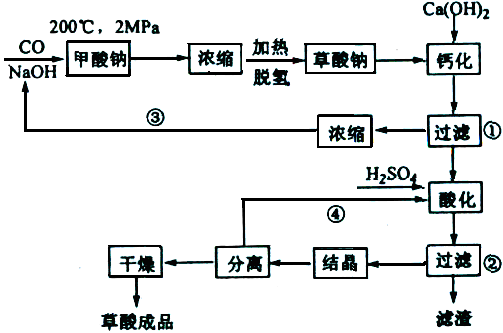 Ca(OH)₂
200℃，2MPa
CO
NaOH
甲酸钠
浓缩
加热
脱氢
草酸钠
钙化
③
浓缩
过滤
①
H₂SO₄
④
酸化
干燥
分离
结晶
过滤
②
草酸成品
滤渣